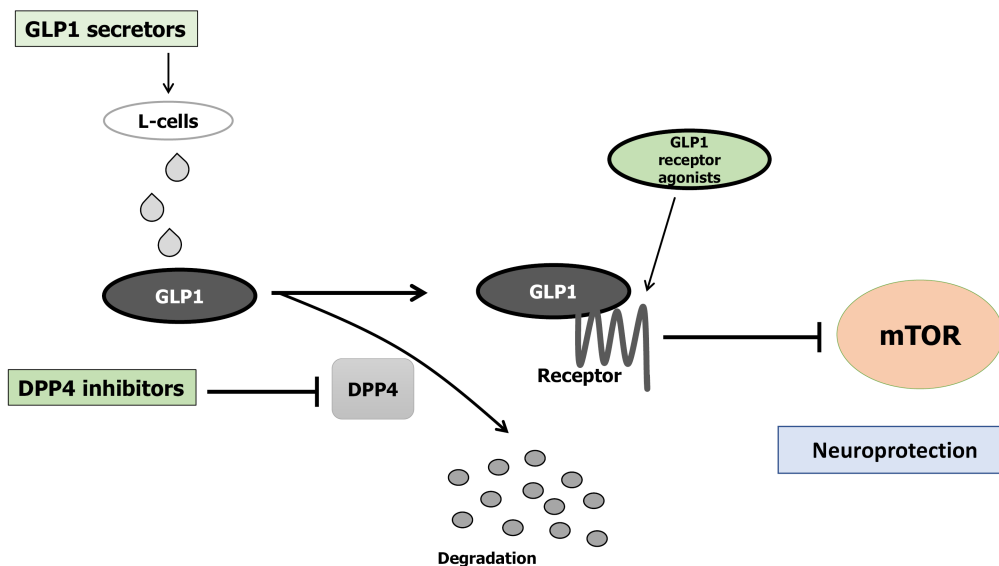 GLP1 secretors
L-cells
GLP1
receptor
agonists
GLP1
GLP1
mTOR
Receptor
DPP4 inhibitors
DPP4
Neuroprotection
Degradation